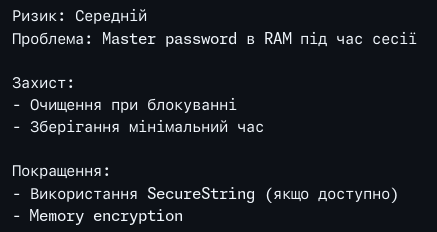 Ризик: Середній
Проблема: Master password в RAM під час сесії
Захист:
- Очищення при блокуванні
- Зберігання мінімальний час
Покращення:
- Використання SecureString (якщо доступно)
- Memory encryption